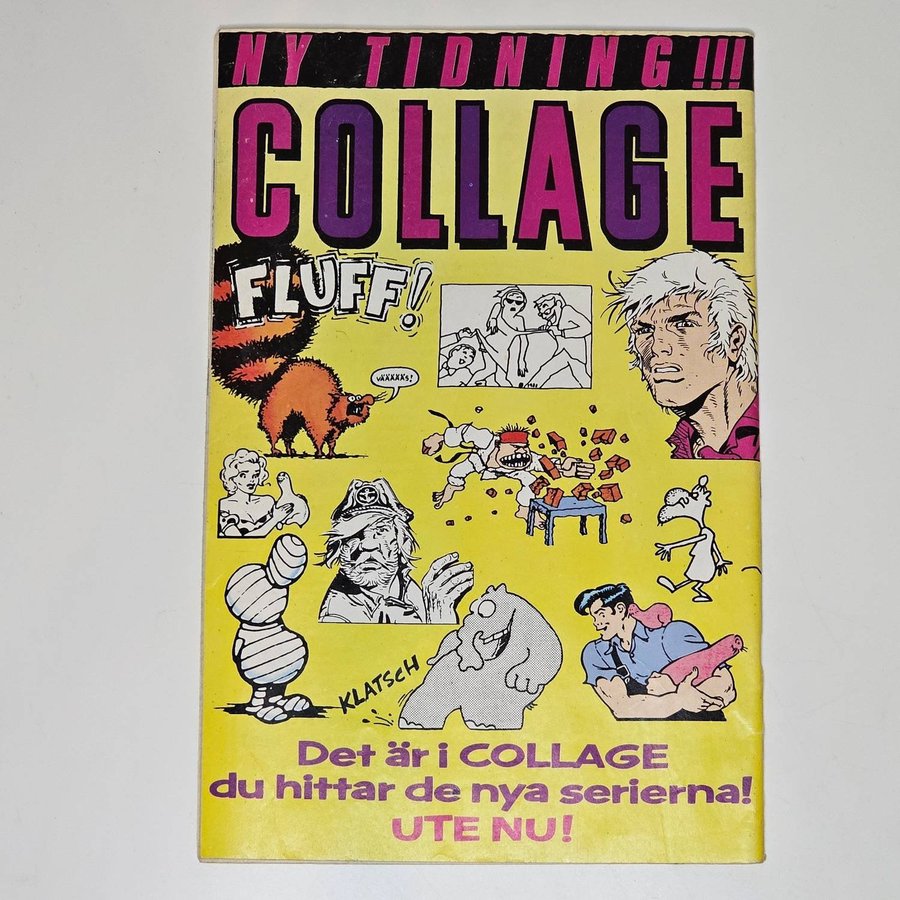 NY TIDNING!!!
COLLAGE
FLUFF!
VÄXXXXS!
KLATSCH
Det är i COLLAGE
du hittar de nya serierna!
UTE NU!